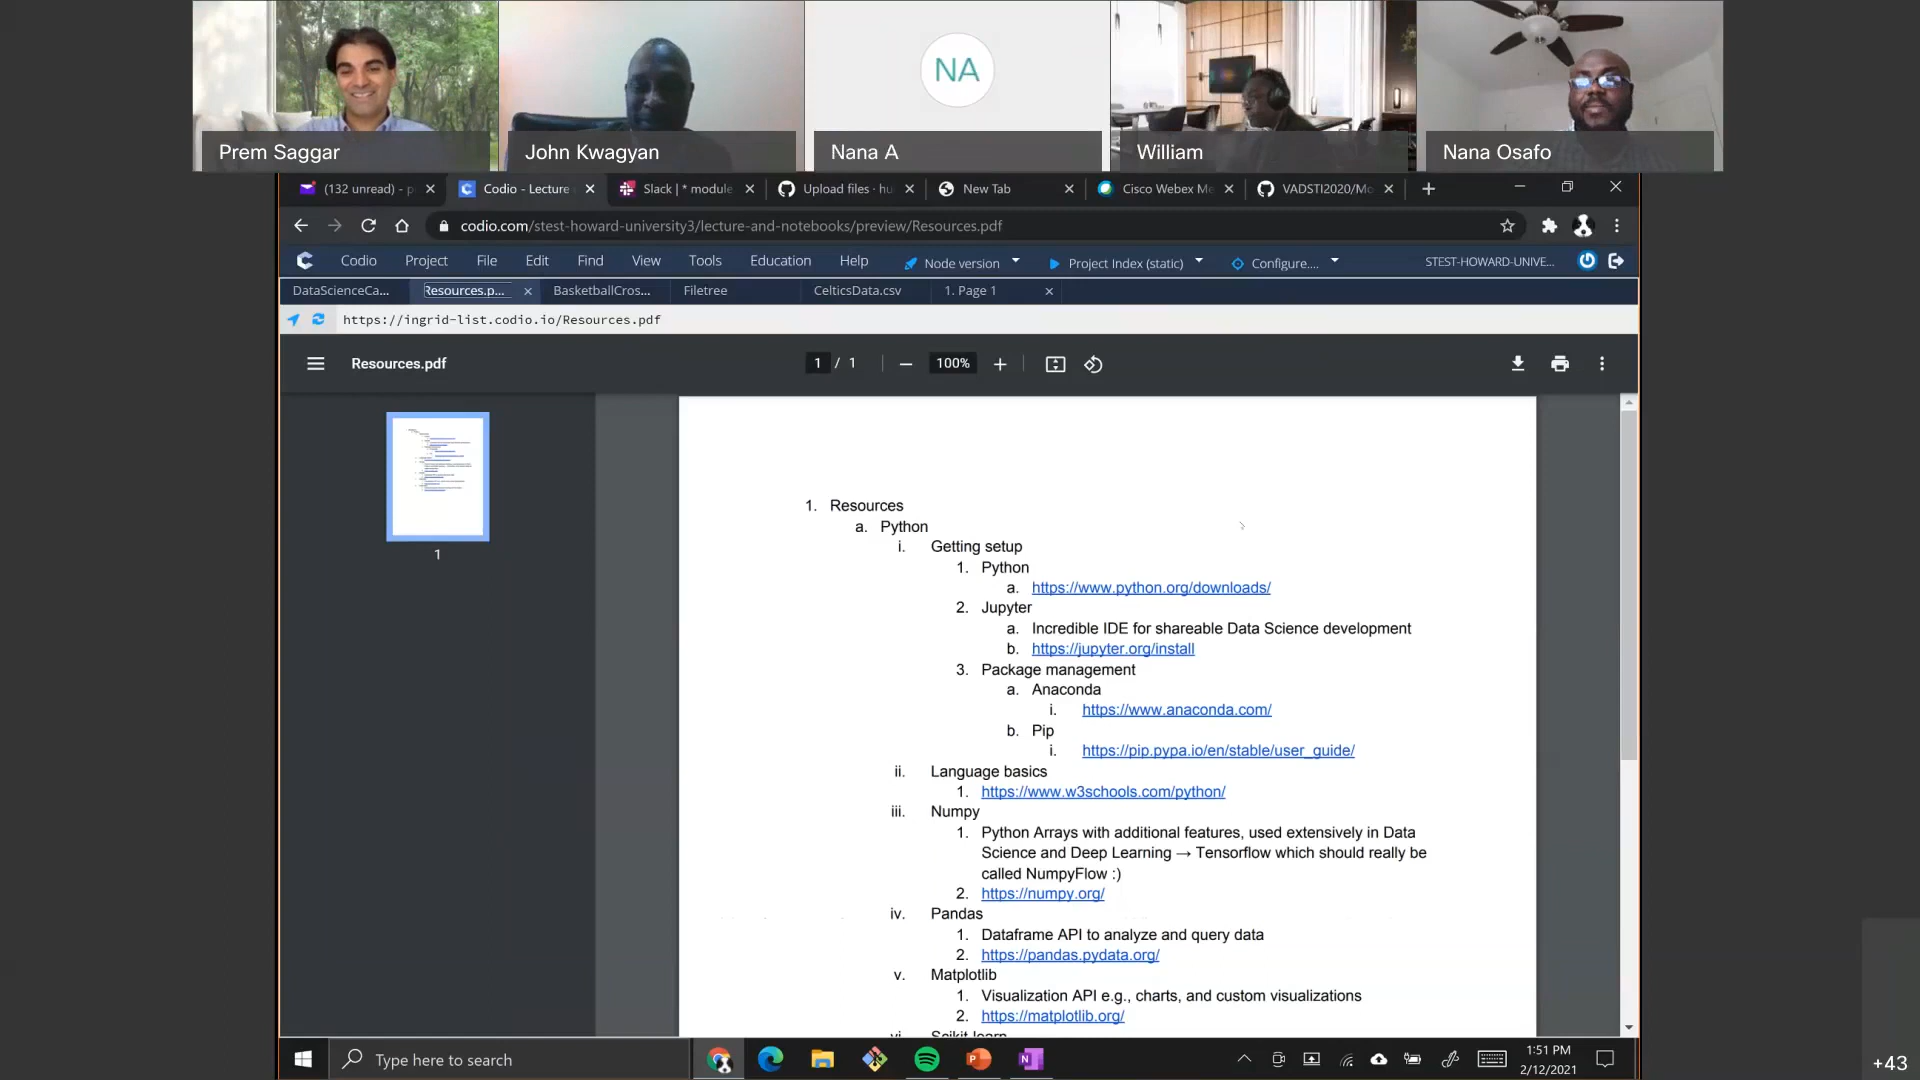 NA
Prem Saggar
John Kwagyan
Nana A
William
Nana Osafo
(132 unread) - p
Codio - Lecture
Slack | * module
Upload files · hu
New Tab
Cisco Webex Me
VADSTI2020/Mo
codio.com/stest-howard-university3/lecture-and-notebooks/preview/Resources.pdf
Codio Project File Edit Find View Tools Education Help Node version Project Index (static) Configure.... STEST-HOWARD-UNIVE...
DataScienceCa... Resources.p... BasketballCros... Filetree CelticsData.csv 1. Page 1
https://ingrid-list.codio.io/Resources.pdf
Resources.pdf 1 / 1 100%
1
1. Resources
a. Python
i. Getting setup
1. Python
a. https://www.python.org/downloads/
2. Jupyter
a. Incredible IDE for shareable Data Science development
b. https://jupyter.org/install
3. Package management
a. Anaconda
i. https://www.anaconda.com/
b. Pip
i. https://pip.pypa.io/en/stable/user_guide/
ii. Language basics
1. https://www.w3schools.com/python/
iii. Numpy
1. Python Arrays with additional features, used extensively in Data
Science and Deep Learning → Tensorflow which should really be
called NumpyFlow :)
2. https://numpy.org/
iv. Pandas
1. Dataframe API to analyze and query data
2. https://pandas.pydata.org/
v. Matplotlib
1. Visualization API e.g., charts, and custom visualizations
2. https://matplotlib.org/
vi. Scikit learn
Type here to search
1:51 PM
2/12/2021
+43